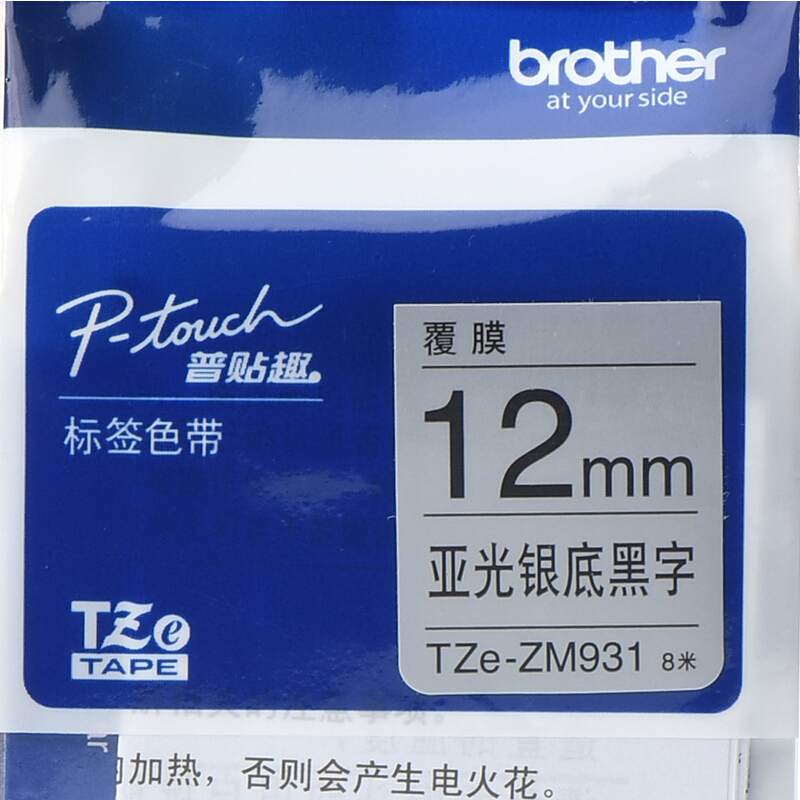 brother
at your side
P-touch
普贴趣
标签色带
覆膜
12mm
亚光银底黑字
TZe-ZM931 8米
TZe
TAPE
加热，否则会产生电火花。